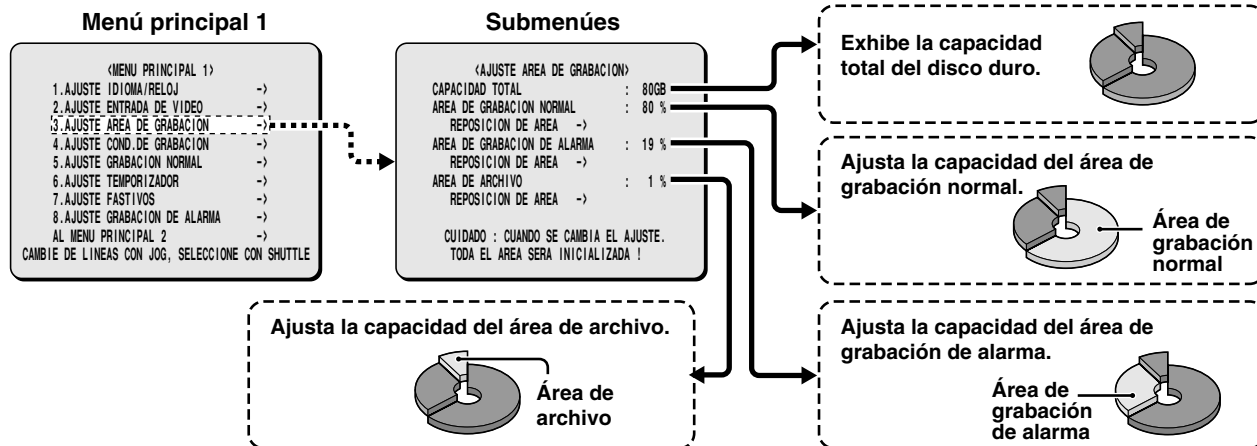 Menú principal 1
<MENU PRINCIPAL 1>
1.AJUSTE IDIOMA/RELOJ ->
2.AJUSTE ENTRADA DE VIDEO ->
3.AJUSTE AREA DE GRABACION ->
4.AJUSTE COND.DE GRABACION ->
5.AJUSTE GRABACION NORMAL ->
6.AJUSTE TEMPORIZADOR ->
7.AJUSTE FASTIVOS ->
8.AJUSTE GRABACION DE ALARMA ->
AL MENU PRINCIPAL 2 ->
CAMBIE DE LINEAS CON JOG, SELECCIONE CON SHUTTLE
Submenúes
<AJUSTE AREA DE GRABACION>
CAPACIDAD TOTAL : 80GB
AREA DE GRABACION NORMAL : 80 %
REPOSICION DE AREA ->
AREA DE GRABACION DE ALARMA : 19 %
REPOSICION DE AREA ->
AREA DE ARCHIVO : 1 %
REPOSICION DE AREA ->
CUIDADO : CUANDO SE CAMBIA EL AJUSTE.
TODA EL AREA SERA INICIALIZADA !
Exhibe la capacidad
total del disco duro.
Ajusta la capacidad del área de
grabación normal.
Área de
grabación
normal
Ajusta la capacidad del área de
grabación de alarma.
Área de
grabación
de alarma
Ajusta la capacidad del área de archivo.
Área de
archivo